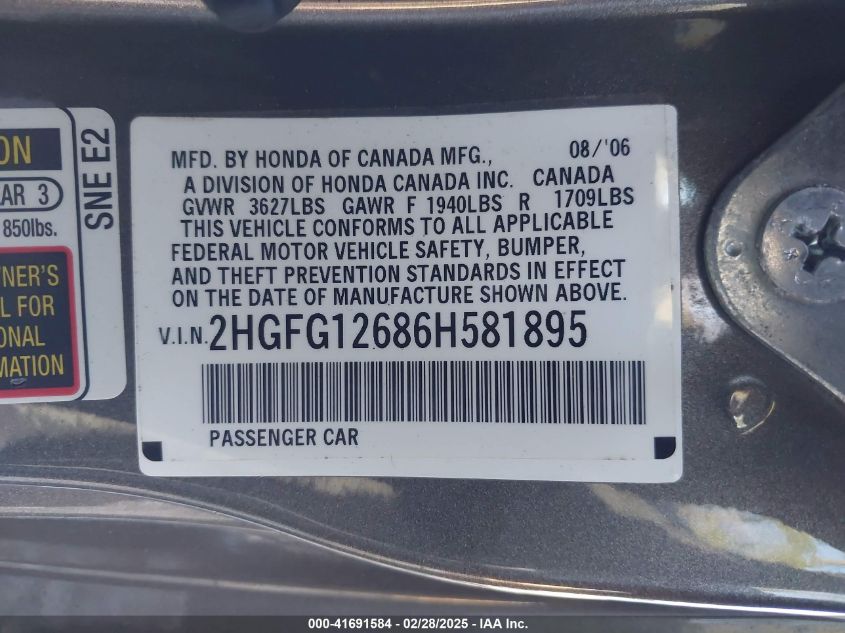 ON
AR 3
850lbs.
NER'S
L FOR
ONAL
MATION
SNE E2
MFD. BY HONDA OF CANADA MFG., 08/'06
A DIVISION OF HONDA CANADA INC. CANADA
GVWR 3627LBS GAWR F 1940LBS R 1709LBS
THIS VEHICLE CONFORMS TO ALL APPLICABLE
FEDERAL MOTOR VEHICLE SAFETY, BUMPER,
AND THEFT PREVENTION STANDARDS IN EFFECT
ON THE DATE OF MANUFACTURE SHOWN ABOVE.
V.I.N. 2HGFG12686H581895
PASSENGER CAR
000-41691584 - 02/28/2025 - IAA Inc.